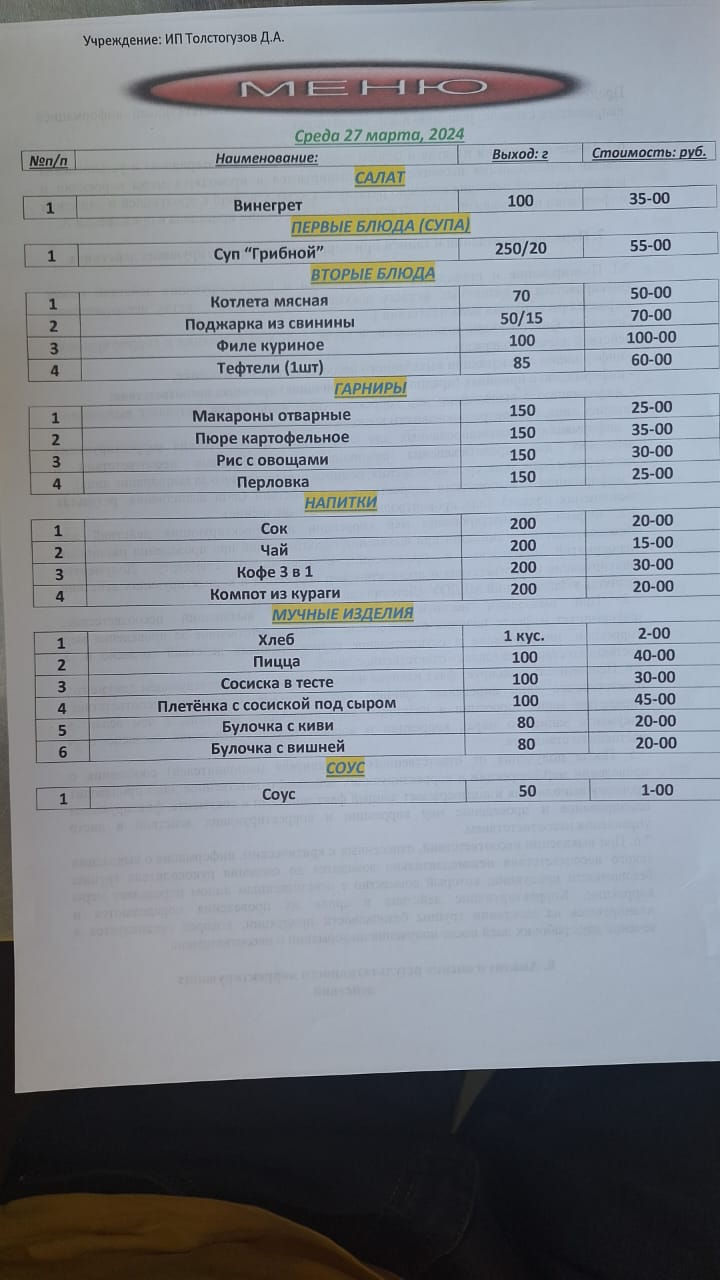 Учреждение: ИП Толстогузов Д.А.
МЕНЮ
Среда 27 марта, 2024
№п/п Наименование: Выход: г Стоимость: руб.
САЛАТ
1 Винегрет 100 35-00
ПЕРВЫЕ БЛЮДА (СУПА)
1 Суп “Грибной” 250/20 55-00
ВТОРЫЕ БЛЮДА
1 Котлета мясная 70 50-00
2 Поджарка из свинины 50/15 70-00
3 Филе куриное 100 100-00
4 Тефтели (1шт) 85 60-00
ГАРНИРЫ
1 Макароны отварные 150 25-00
2 Пюре картофельное 150 35-00
3 Рис с овощами 150 30-00
4 Перловка 150 25-00
НАПИТКИ
1 Сок 200 20-00
2 Чай 200 15-00
3 Кофе 3 в 1 200 30-00
4 Компот из кураги 200 20-00
МУЧНЫЕ ИЗДЕЛИЯ
1 Хлеб 1 кус. 2-00
2 Пицца 100 40-00
3 Сосиска в тесте 100 30-00
4 Плетёнка с сосиской под сыром 100 45-00
5 Булочка с киви 80 20-00
6 Булочка с вишней 80 20-00
СОУС
1 Соус 50 1-00